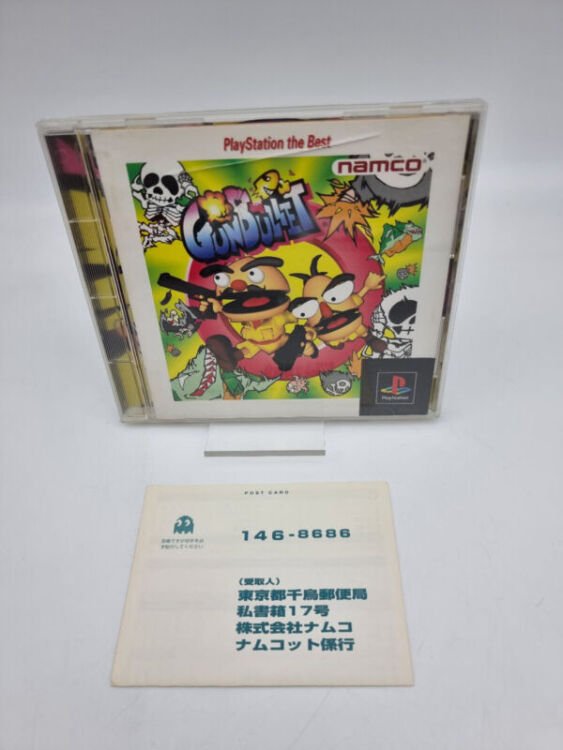 PlayStation the Best
namco
GUNBULLET
PlayStation
POST CARD
146-8686
(受取人)
東京都千鳥郵便局
私書箱17号
株式会社ナムコ
ナムコット係行